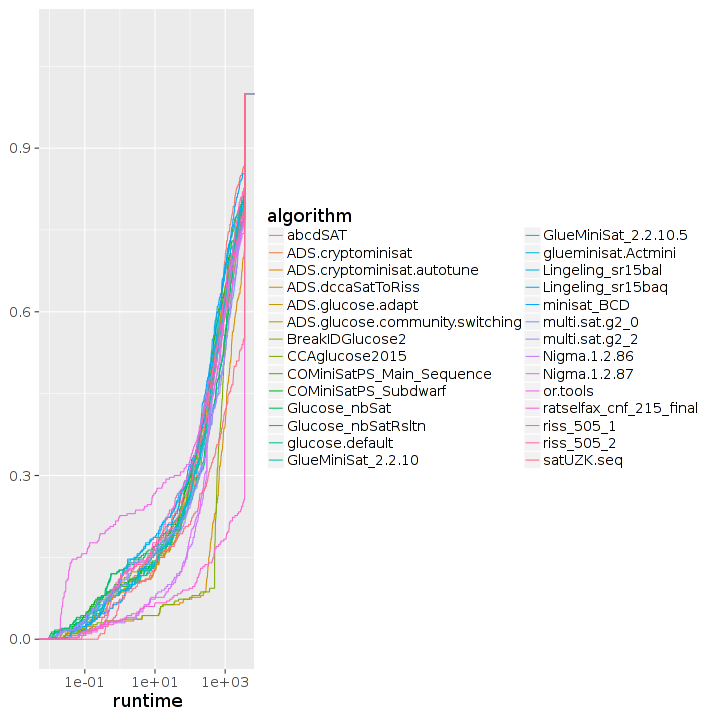 0.9
0.6
0.3
0.0
1e-01 1e+01 1e+03
runtime
algorithm
abcdSAT
ADS.cryptominisat
ADS.cryptominisat.autotune
ADS.dccaSatToRiss
ADS.glucose.adapt
ADS.glucose.community.switching
BreakIDGlucose2
CCAglucose2015
COMiniSatPS_Main_Sequence
COMiniSatPS_Subdwarf
Glucose_nbSat
Glucose_nbSatRsltn
glucose.default
GlueMiniSat_2.2.10
GlueMiniSat_2.2.10.5
glueminisat.Actmini
Lingeling_sr15bal
Lingeling_sr15baq
minisat_BCD
multi.sat.g2_0
multi.sat.g2_2
Nigma.1.2.86
Nigma.1.2.87
or.tools
ratselfax_cnf_215_final
riss_505_1
riss_505_2
satUZK.seq